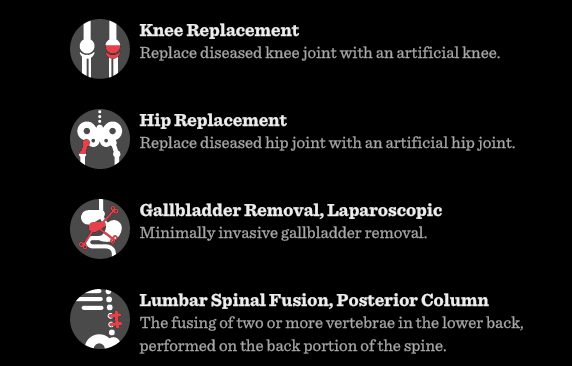 Knee Replacement
Replace diseased knee joint with an artificial knee.
Hip Replacement
Replace diseased hip joint with an artificial hip joint.
Gallbladder Removal, Laparoscopic
Minimally invasive gallbladder removal.
Lumbar Spinal Fusion, Posterior Column
The fusing of two or more vertebrae in the lower back,
performed on the back portion of the spine.